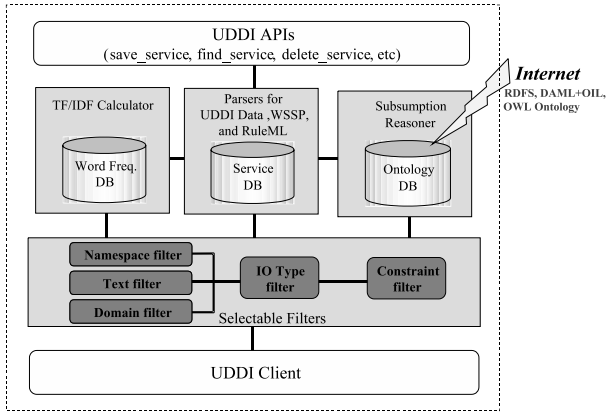 UDDI APIs
(save_service, find_service, delete_service, etc)
Internet
RDFS, DAML+OIL,
OWL Ontology
TF/IDF Calculator
Word Freq.
DB
Parsers for
UDDI Data ,WSSP,
and RuleML
Service
DB
Subsumption
Reasoner
Ontology
DB
Namespace filter
Text filter
Domain filter
IO Type
filter
Constraint
filter
Selectable Filters
UDDI Client